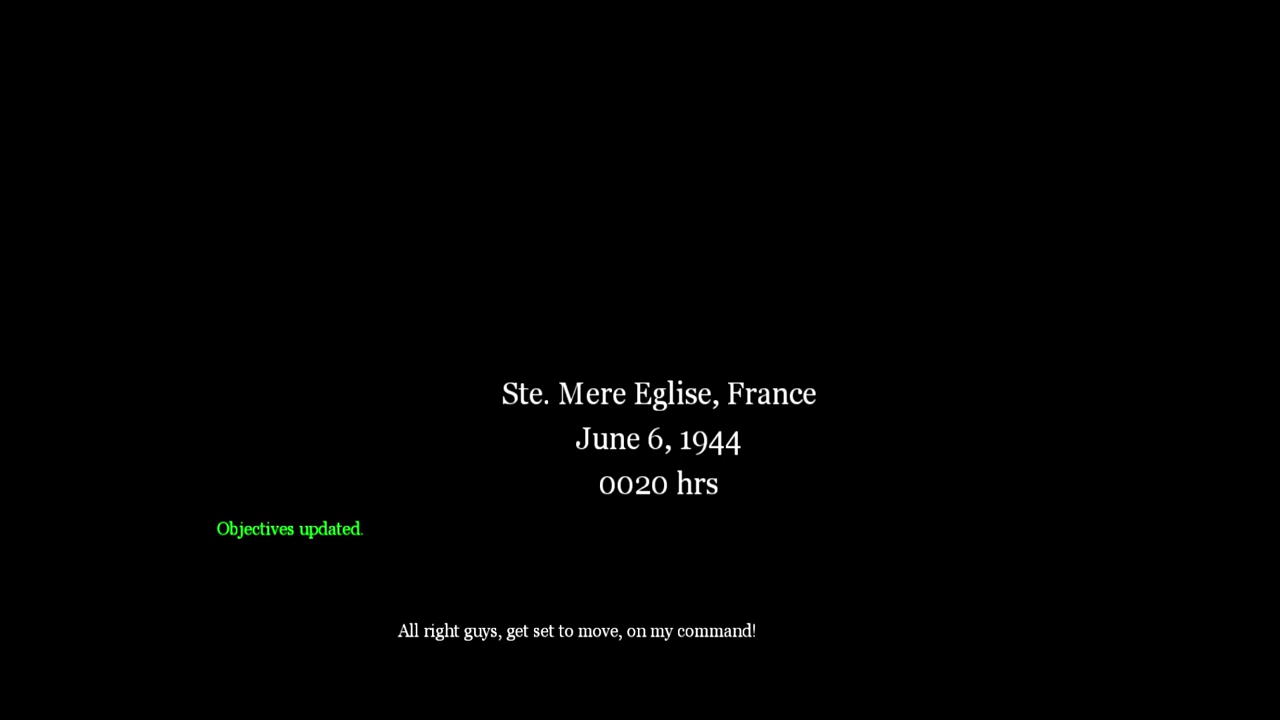 Ste. Mere Eglise, France
June 6, 1944
0020 hrs
Objectives updated.
All right guys, get set to move, on my command!